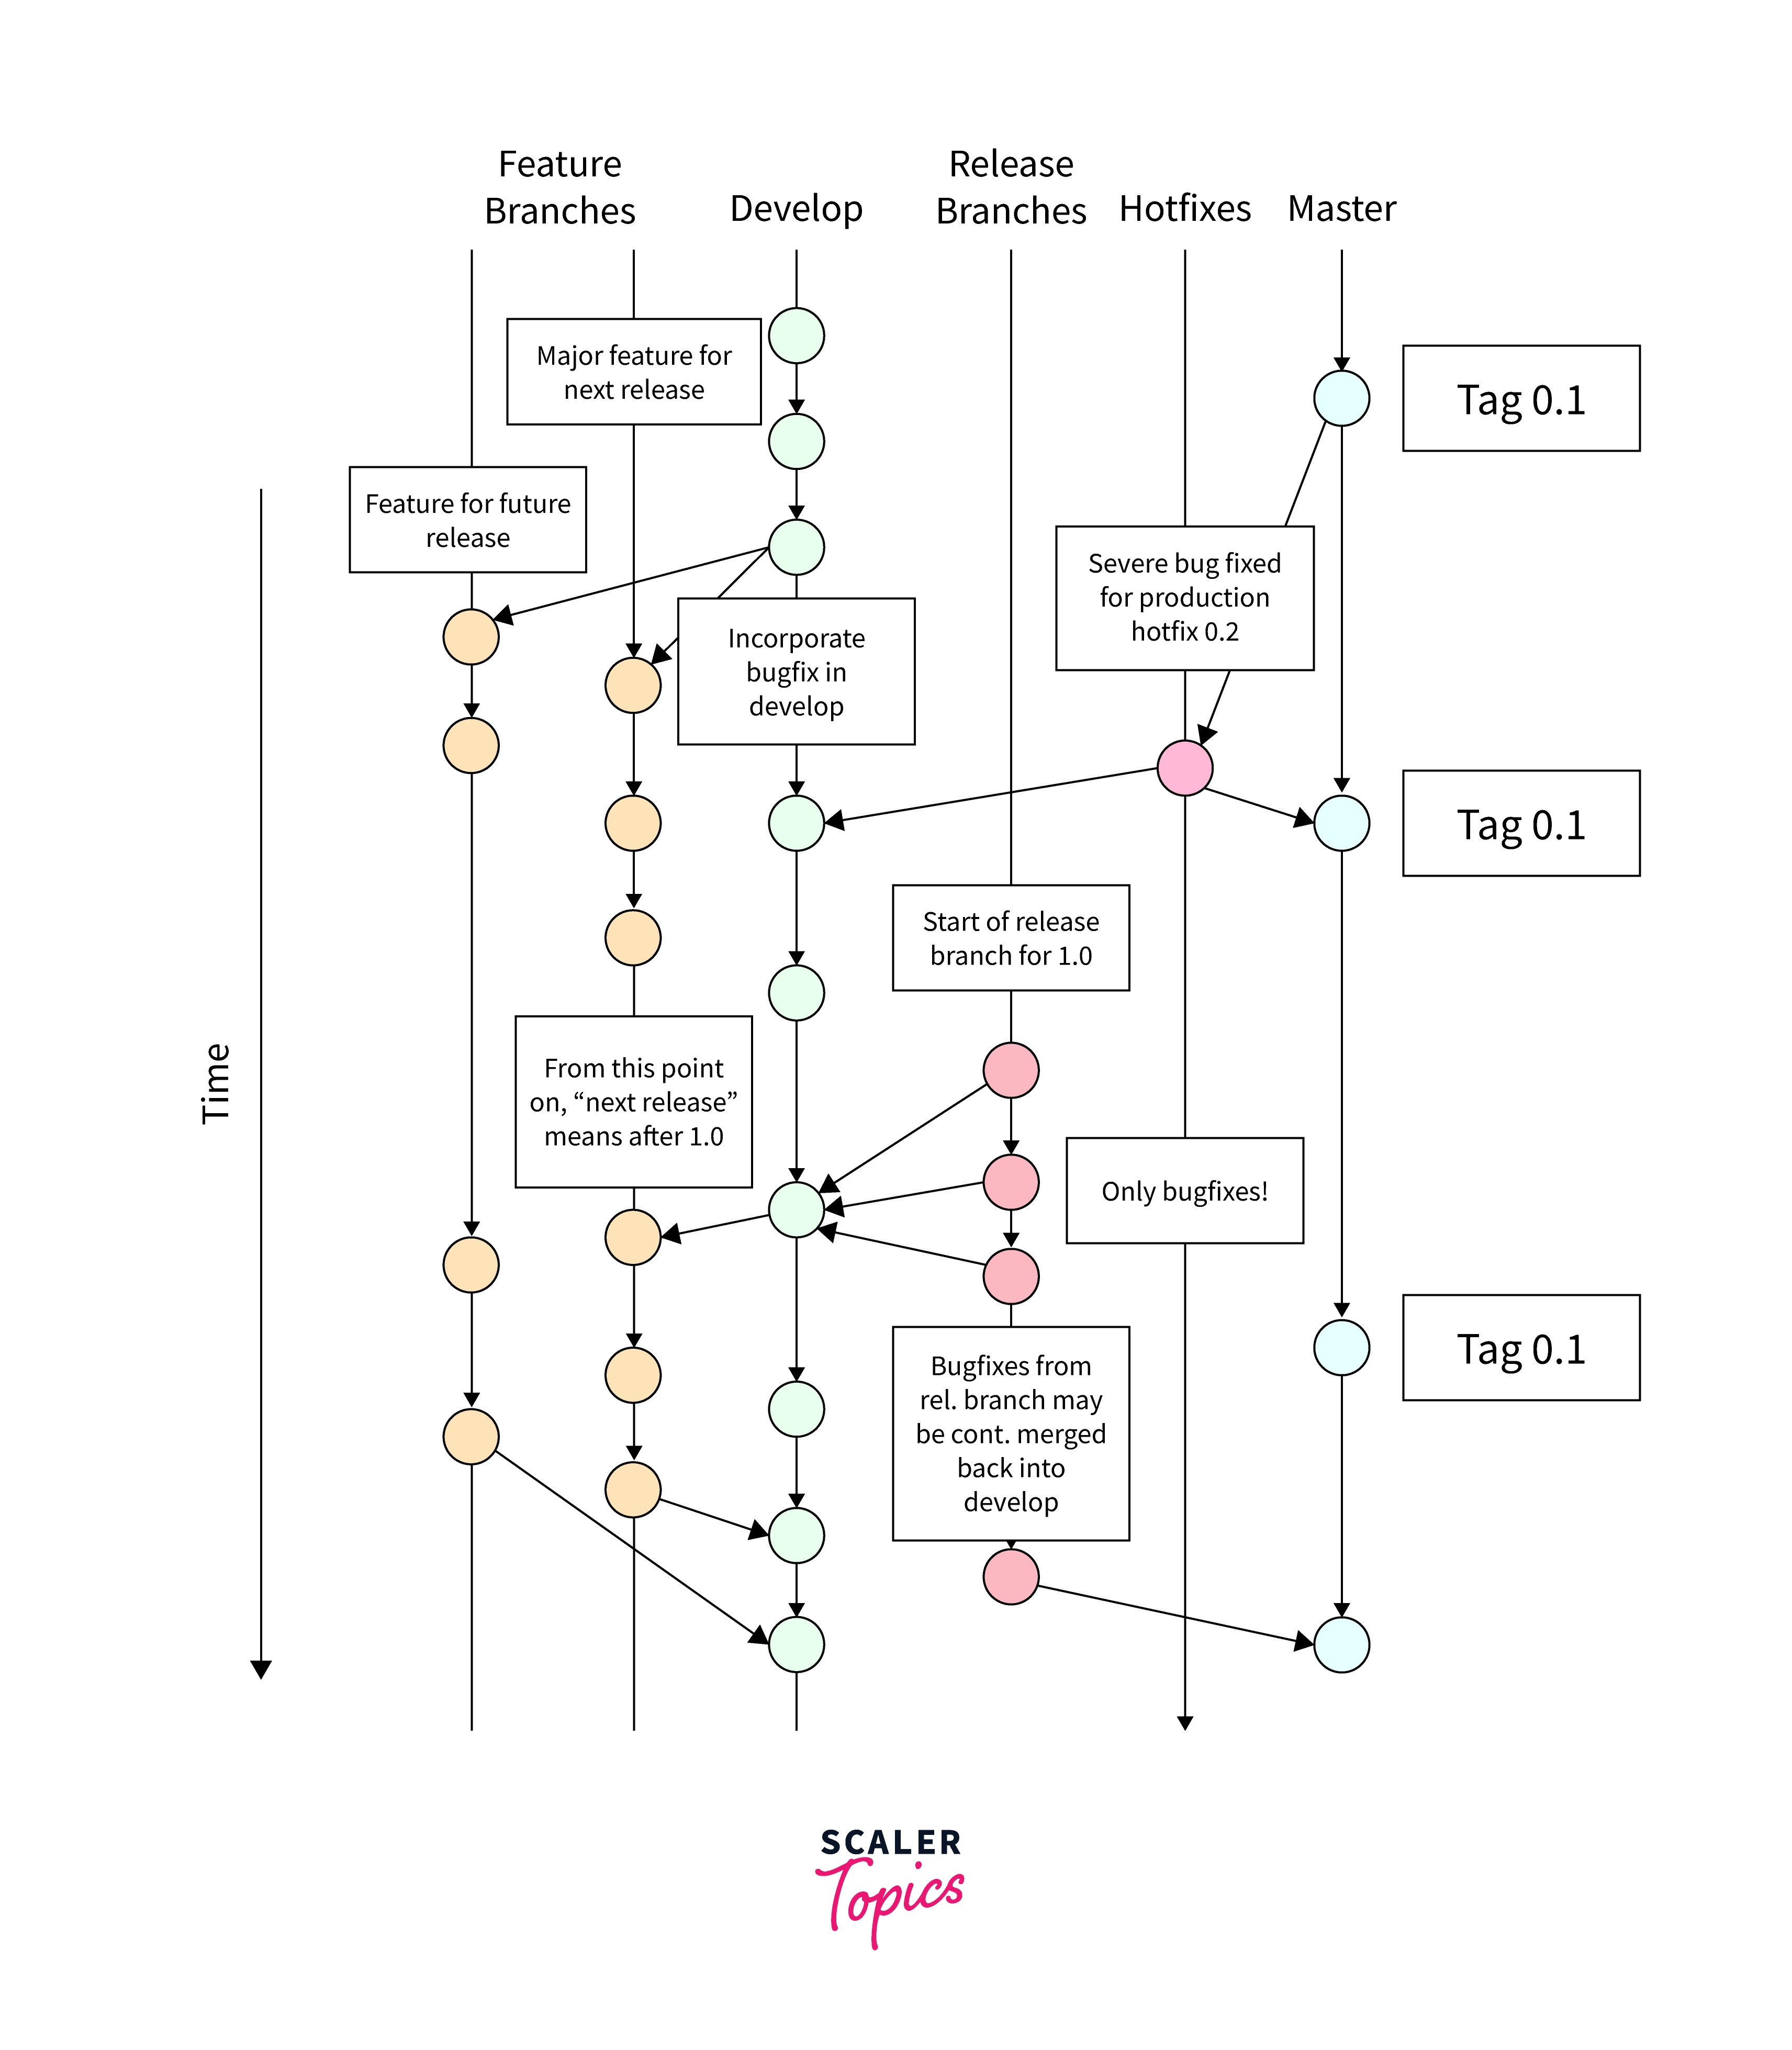 Feature
Branches
Develop
Release
Branches
Hotfixes
Master
Major feature for
next release
Tag 0.1
Feature for future
release
Severe bug fixed
for production
hotfix 0.2
Incorporate
bugfix in
develop
Tag 0.1
Start of release
branch for 1.0
Time
From this point
on, “next release”
means after 1.0
Only bugfixes!
Tag 0.1
Bugfixes from
rel. branch may
be cont. merged
back into
develop
SCALER
Topics